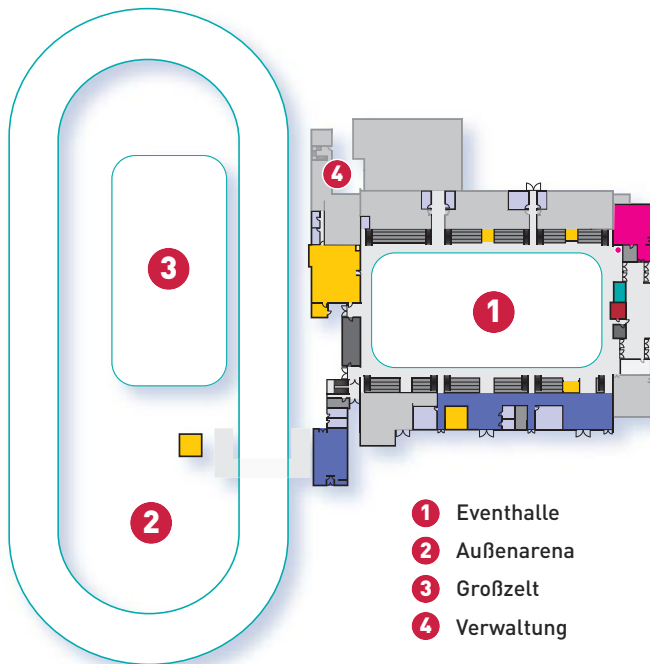 4
3
1
2
1 Eventhalle
2 Außenarena
3 Großzelt
4 Verwaltung